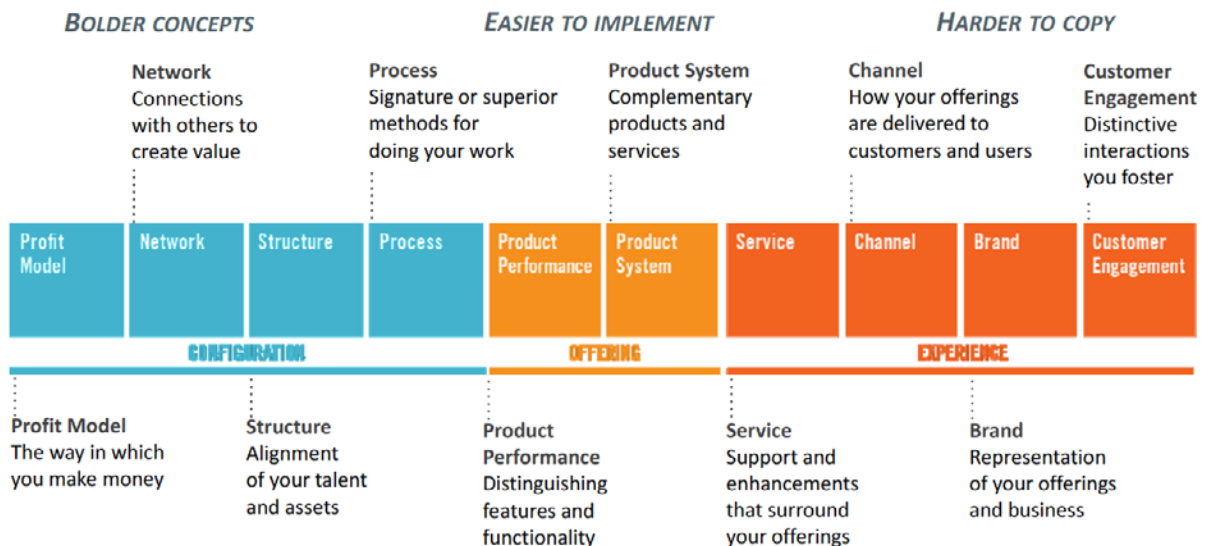 BOLDER CONCEPTS
EASIER TO IMPLEMENT
HARDER TO COPY
Network
Connections
with others to
create value
Process
Signature or superior
methods for
doing your work
Product System
Complementary
products and
services
Channel
How your offerings
are delivered to
customers and users
Customer
Engagement
Distinctive
interactions
you foster
Profit
Model
Network
Structure
Process
Product
Performance
Product
System
Service
Channel
Brand
Customer
Engagement
CONFIGURATION
OFFERING
EXPERIENCE
Profit Model
The way in which
you make money
Structure
Alignment
of your talent
and assets
Product
Performance
Distinguishing
features and
functionality
Service
Support and
enhancements
that surround
your offerings
Brand
Representation
of your offerings
and business